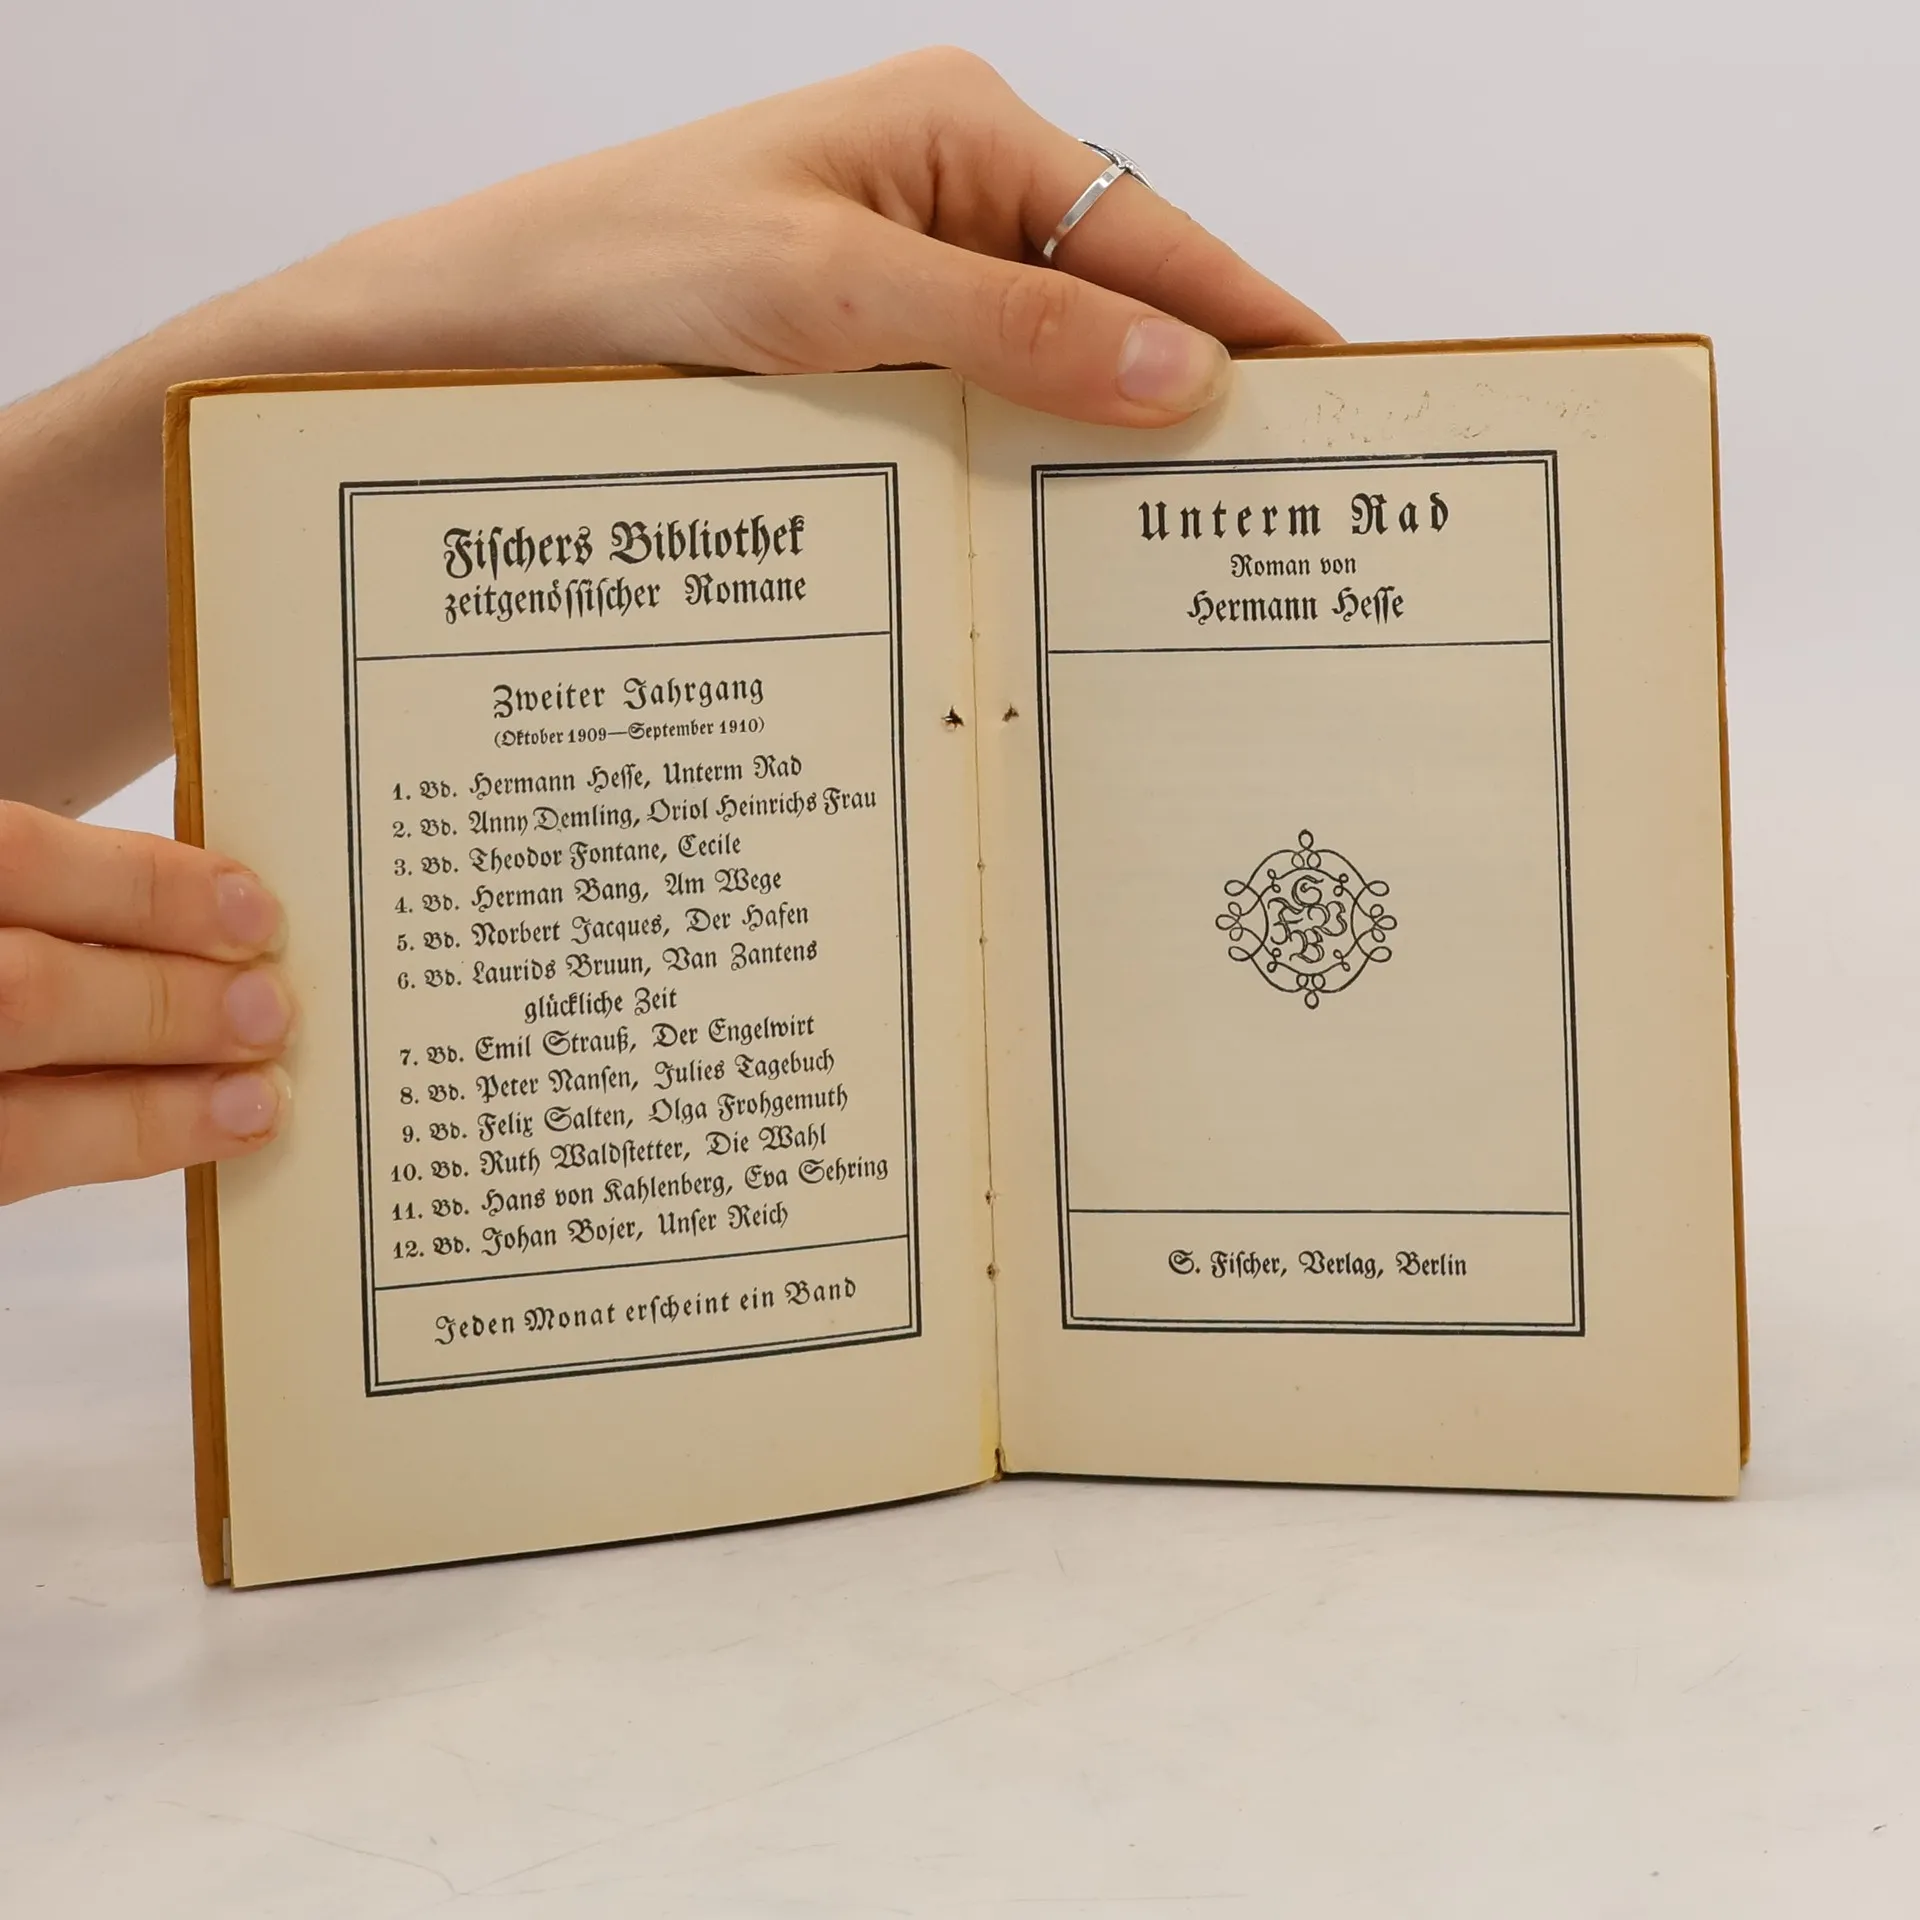 Fischers Bibliothek
zeitgenössischer Romane
Zweiter Jahrgang
(Oktober 1909—September 1910)
1. Bd. Hermann Hesse, Unterm Rad
2. Bd. Anny Demling, Oriol Heinrichs Frau
3. Bd. Theodor Fontane, Cecile
4. Bd. Herman Bang, Am Wege
5. Bd. Norbert Jacques, Der Hafen
6. Bd. Laurids Bruun, Van Zantens
glückliche Zeit
7. Bd. Emil Strauß, Der Engelwirt
8. Bd. Peter Nansen, Julies Tagebuch
9. Bd. Felix Salten, Olga Frohgemuth
10. Bd. Ruth Waldstetter, Die Wahl
11. Bd. Hans von Kahlenberg, Eva Sehring
12. Bd. Johan Bojer, Unser Reich
Jeden Monat erscheint ein Band
Unterm Rad
Roman von
Hermann Hesse
S
F V
B
S. Fischer, Verlag, Berlin